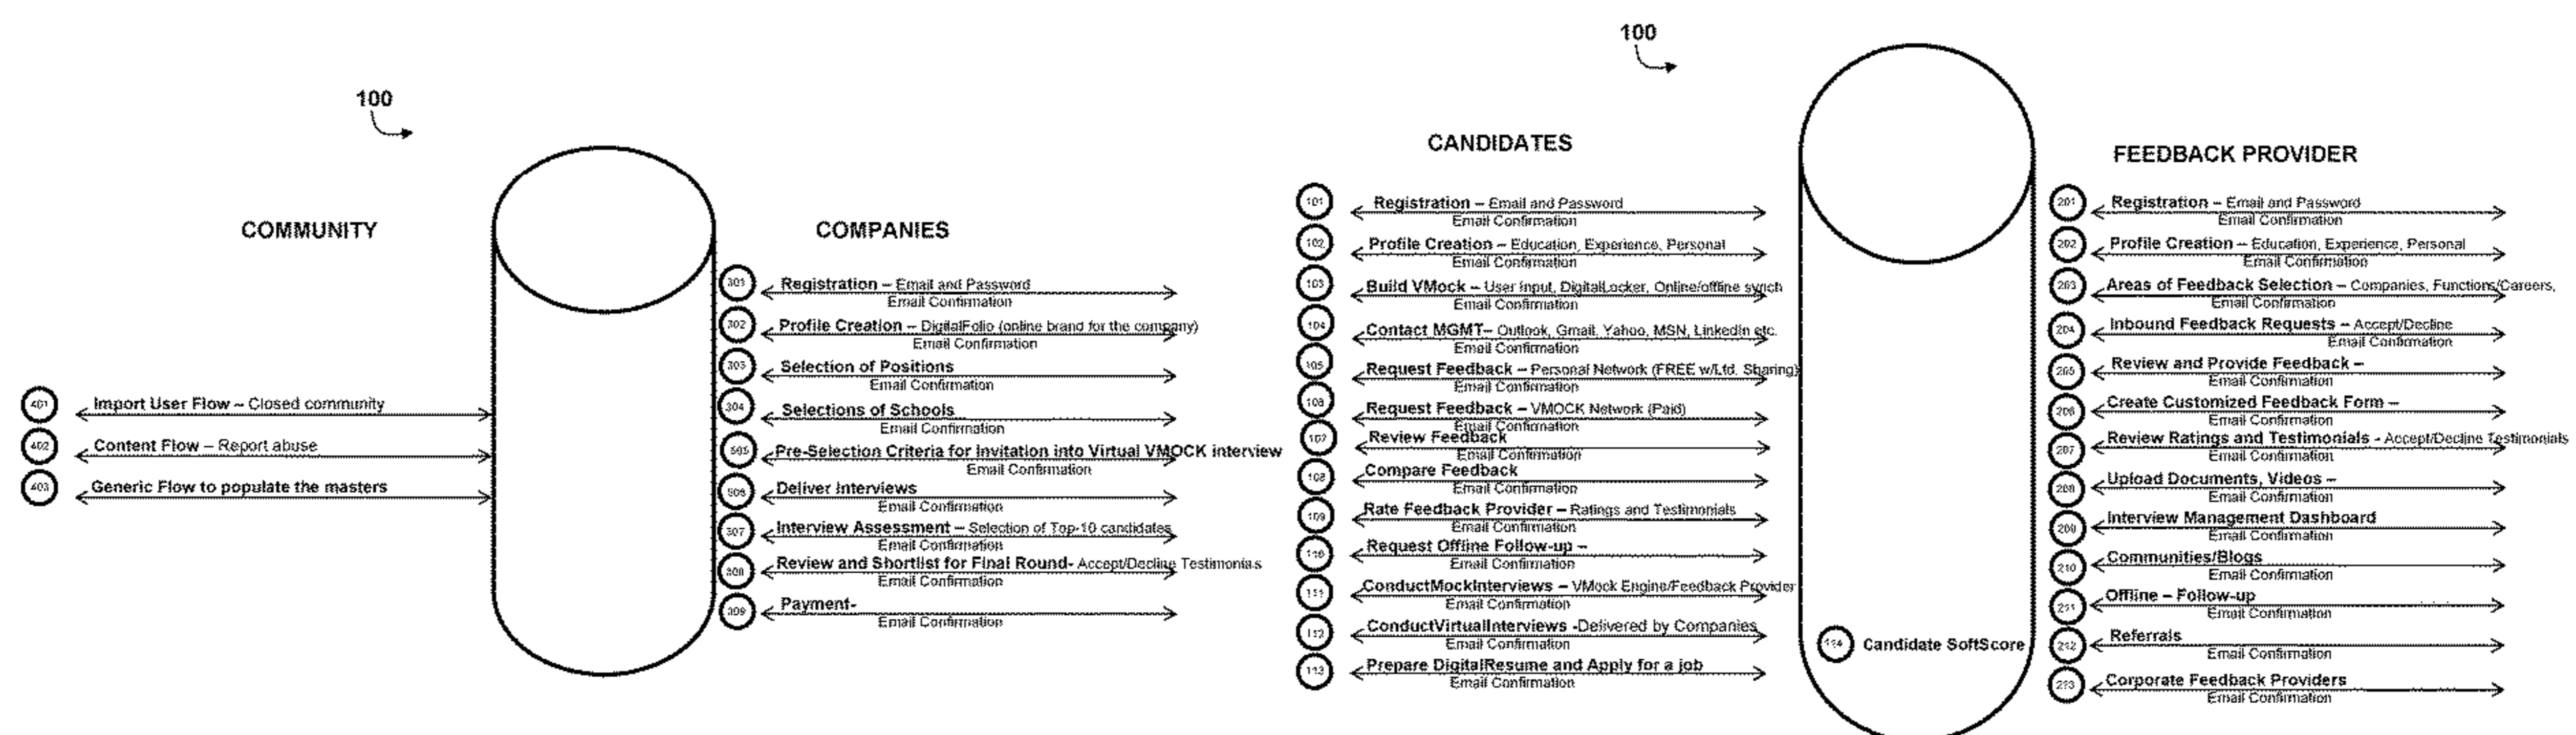 100
COMMUNITY
COMPANIES
301
Registration – Email and Password
Email Confirmation
302
Profile Creation – DigitalFolio (online brand for the company)
Email Confirmation
303
Selection of Positions
Email Confirmation
304
Selections of Schools
Email Confirmation
Pre-Selection Criteria for Invitation into Virtual VMOCK interview
Email Confirmation
Deliver Interviews
Email Confirmation
307
Interview Assessment – Selection of Top-10 candidates
Email Confirmation
308
Review and Shortlist for Final Round- Accept/Decline Testimonials
Email Confirmation
309
Payment-
Email Confirmation
401
Import User Flow – Closed community
402
Content Flow – Report abuse
403
Generic Flow to populate the masters
100
CANDIDATES
101
Registration – Email and Password
Email Confirmation
102
Profile Creation – Education, Experience, Personal
Email Confirmation
103
Build VMock – User Input, DigitalLocker, Online/offline synch
Email Confirmation
104
Contact MGMT– Outlook, Gmail, Yahoo, MSN, LinkedIn etc.
Email Confirmation
105
Request Feedback – Personal Network (FREE w/Ltd. Sharing)
Email Confirmation
Request Feedback – VMOCK Network (Paid)
Email Confirmation
107
Review Feedback
Email Confirmation
108
Compare Feedback
Email Confirmation
109
Rate Feedback Provider – Ratings and Testimonials
Email Confirmation
110
Request Offline Follow-up –
Email Confirmation
111
ConductMockInterviews – VMock Engine/Feedback Provider
Email Confirmation
112
ConductVirtualInterviews -Delivered by Companies
Email Confirmation
113
Prepare DigitalResume and Apply for a job
Email Confirmation
Candidate SoftScore
FEEDBACK PROVIDER
201
Registration – Email and Password
Email Confirmation
202
Profile Creation – Education, Experience, Personal
Email Confirmation
203
Areas of Feedback Selection – Companies, Functions/Careers,
Email Confirmation
204
Inbound Feedback Requests – Accept/Decline
Email Confirmation
205
Review and Provide Feedback –
Email Confirmation
206
Create Customized Feedback Form –
Email Confirmation
207
Review Ratings and Testimonials - Accept/Decline Testimonials
Email Confirmation
208
Upload Documents, Videos –
Email Confirmation
Interview Management Dashboard
Email Confirmation
210
Communities/Blogs
Email Confirmation
211
Offline – Follow-up
Email Confirmation
212
Referrals
Email Confirmation
213
Corporate Feedback Providers
Email Confirmation